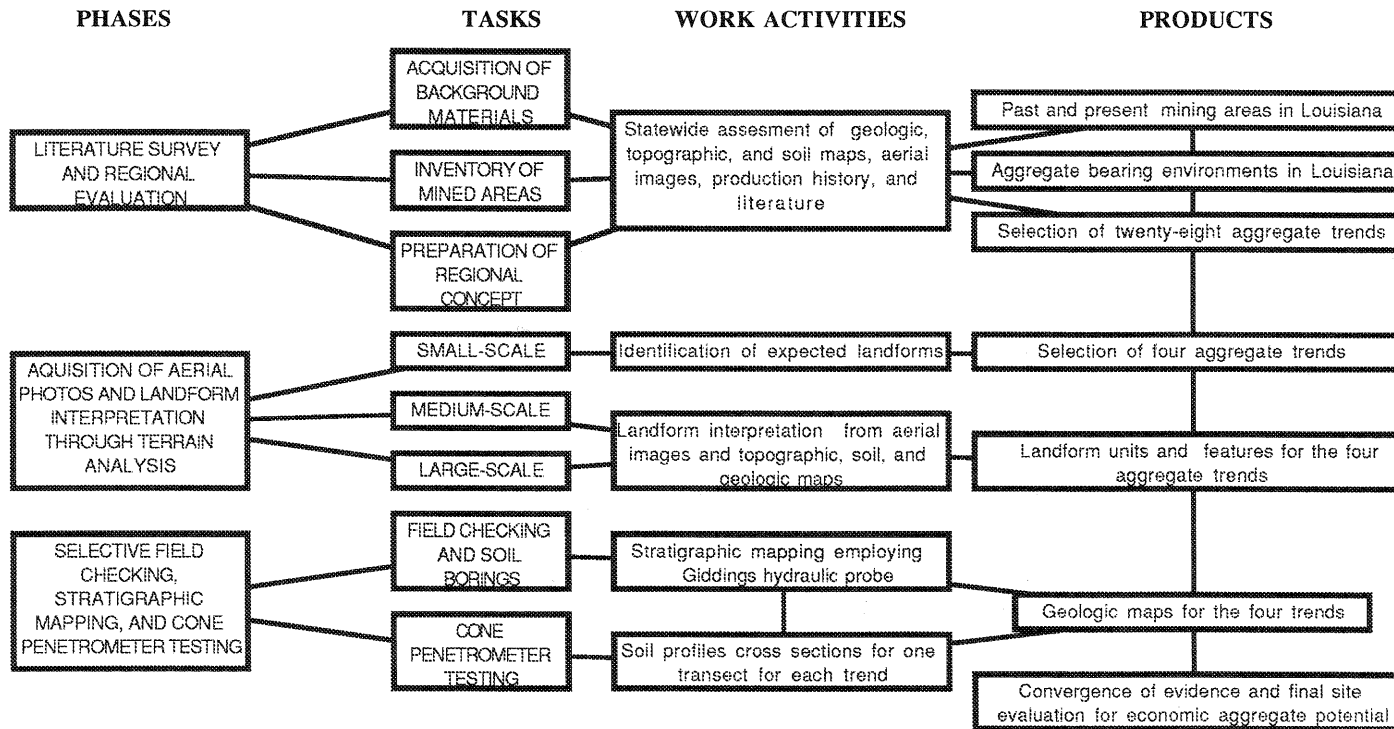 PHASES
TASKS
WORK ACTIVITIES
PRODUCTS
LITERATURE SURVEY
AND REGIONAL
EVALUATION
ACQUISITION OF
BACKGROUND
MATERIALS
INVENTORY OF
MINED AREAS
PREPARATION OF
REGIONAL
CONCEPT
Statewide assesment of geologic,
topographic, and soil maps, aerial
images, production history, and
literature
Past and present mining areas in Louisiana
Aggregate bearing environments in Louisiana
Selection of twenty-eight aggregate trends
AQUISITION OF AERIAL
PHOTOS AND LANDFORM
INTERPRETATION
THROUGH TERRAIN
ANALYSIS
SMALL-SCALE
MEDIUM-SCALE
LARGE-SCALE
Identification of expected landforms
Landform interpretation from aerial
images and topographic, soil, and
geologic maps
Selection of four aggregate trends
Landform units and features for the four
aggregate trends
SELECTIVE FIELD
CHECKING,
STRATIGRAPHIC
MAPPING, AND CONE
PENETROMETER TESTING
FIELD CHECKING
AND SOIL
BORINGS
CONE
PENETROMETER
TESTING
Stratigraphic mapping employing
Giddings hydraulic probe
Soil profiles cross sections for one
transect for each trend
Geologic maps for the four trends
Convergence of evidence and final site
evaluation for economic aggregate potential